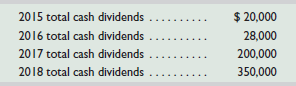 2015 total cash dividends .......... $ 20,000
2016 total cash dividends .......... 28,000
2017 total cash dividends .......... 200,000
2018 total cash dividends .......... 350,000